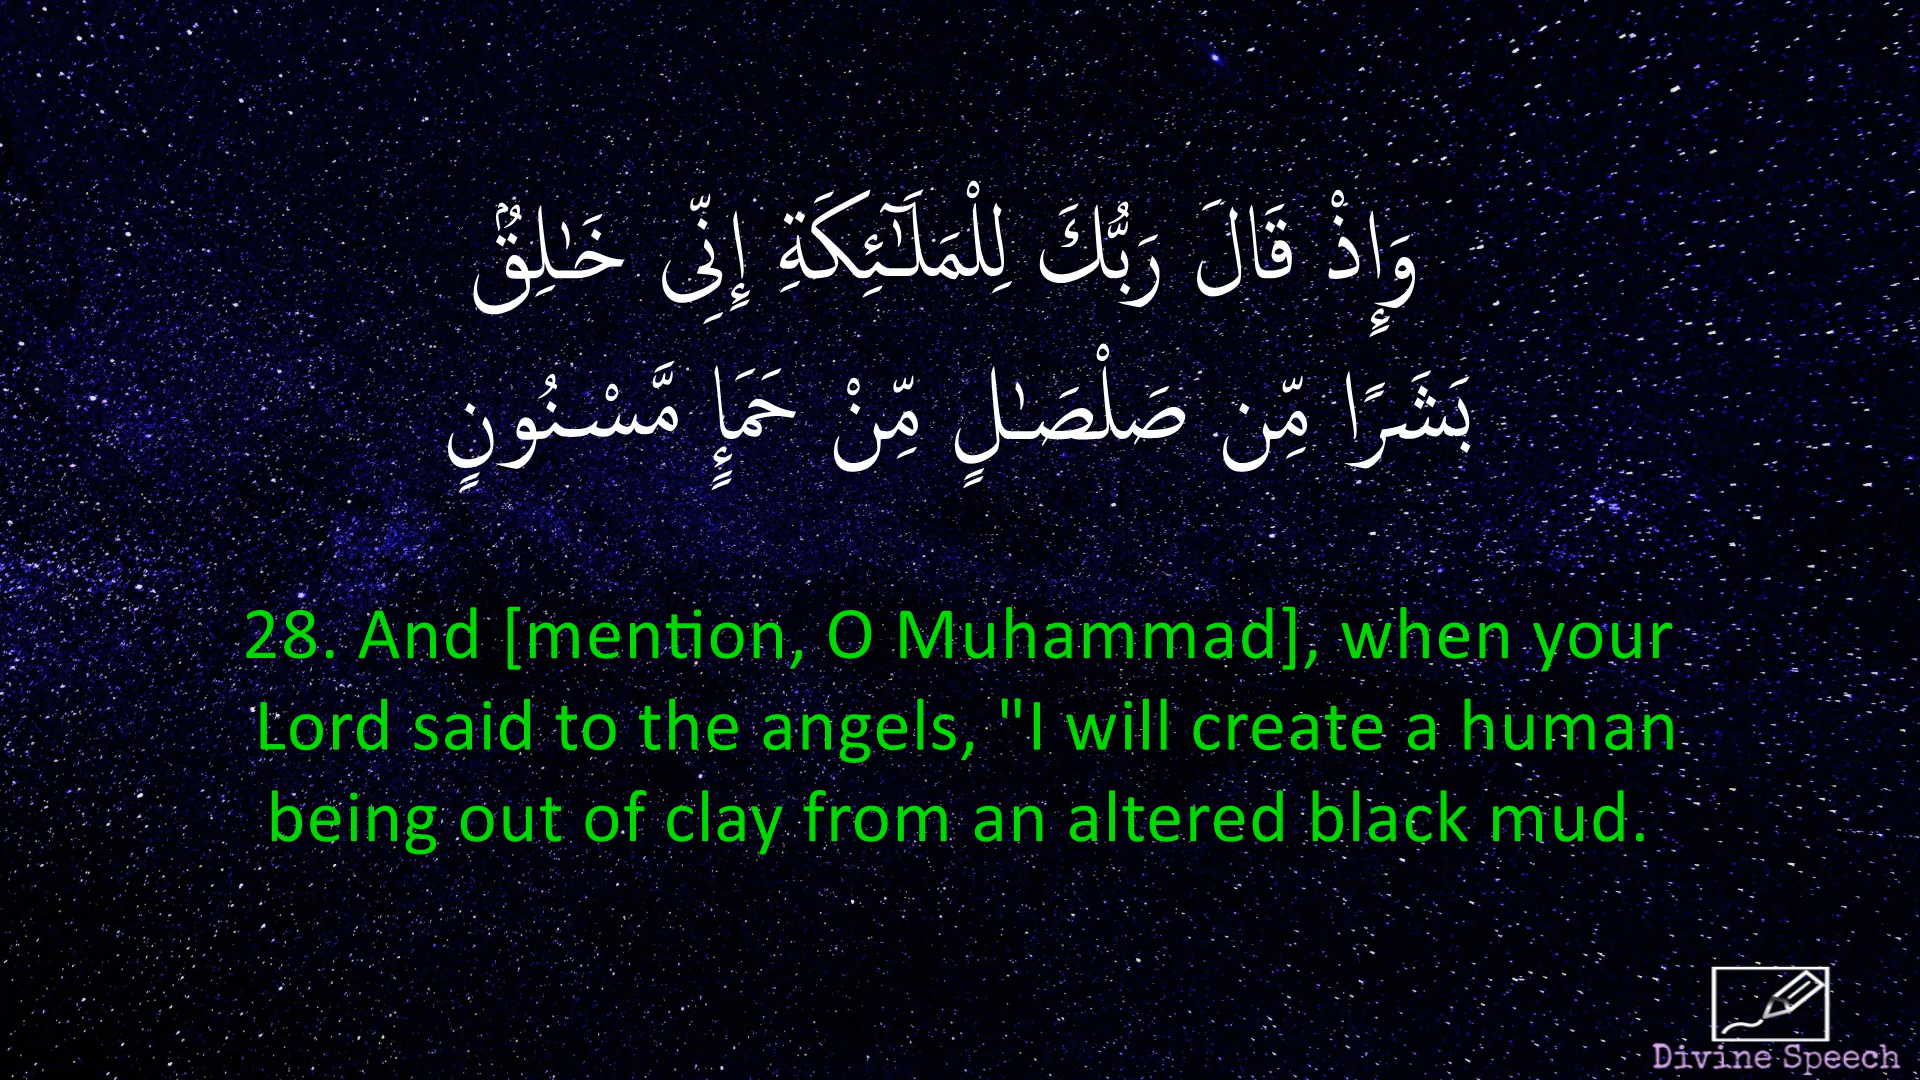 وَإِذْ قَالَ رَبُّكَ لِلْمَلَـٰٓئِكَةِ إِنِّى خَـٰلِقٌۢ
بَشَرًا مِّن صَلْصَـٰلٍ مِّنْ حَمَإٍ مَّسْنُونٍ
28. And [mention, O Muhammad], when your
Lord said to the angels, "I will create a human
being out of clay from an altered black mud.
Divine Speech